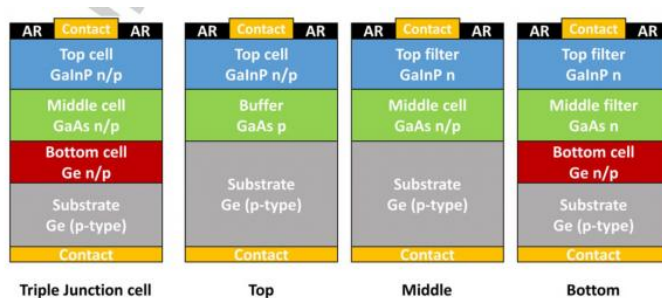 AR Contact AR
Top cell
GaInP n/p
Middle cell
GaAs n/p
Bottom cell
Ge n/p
Substrate
Ge (p-type)
Contact
Triple Junction cell
AR Contact AR
Top cell
GaInP n/p
Buffer
GaAs p
Substrate
Ge (p-type)
Contact
Top
AR Contact AR
Top filter
GaInP n
Middle cell
GaAs n/p
Substrate
Ge (p-type)
Contact
Middle
AR Contact AR
Top filter
GaInP n
Middle filter
GaAs n
Bottom cell
Ge n/p
Substrate
Ge (p-type)
Contact
Bottom